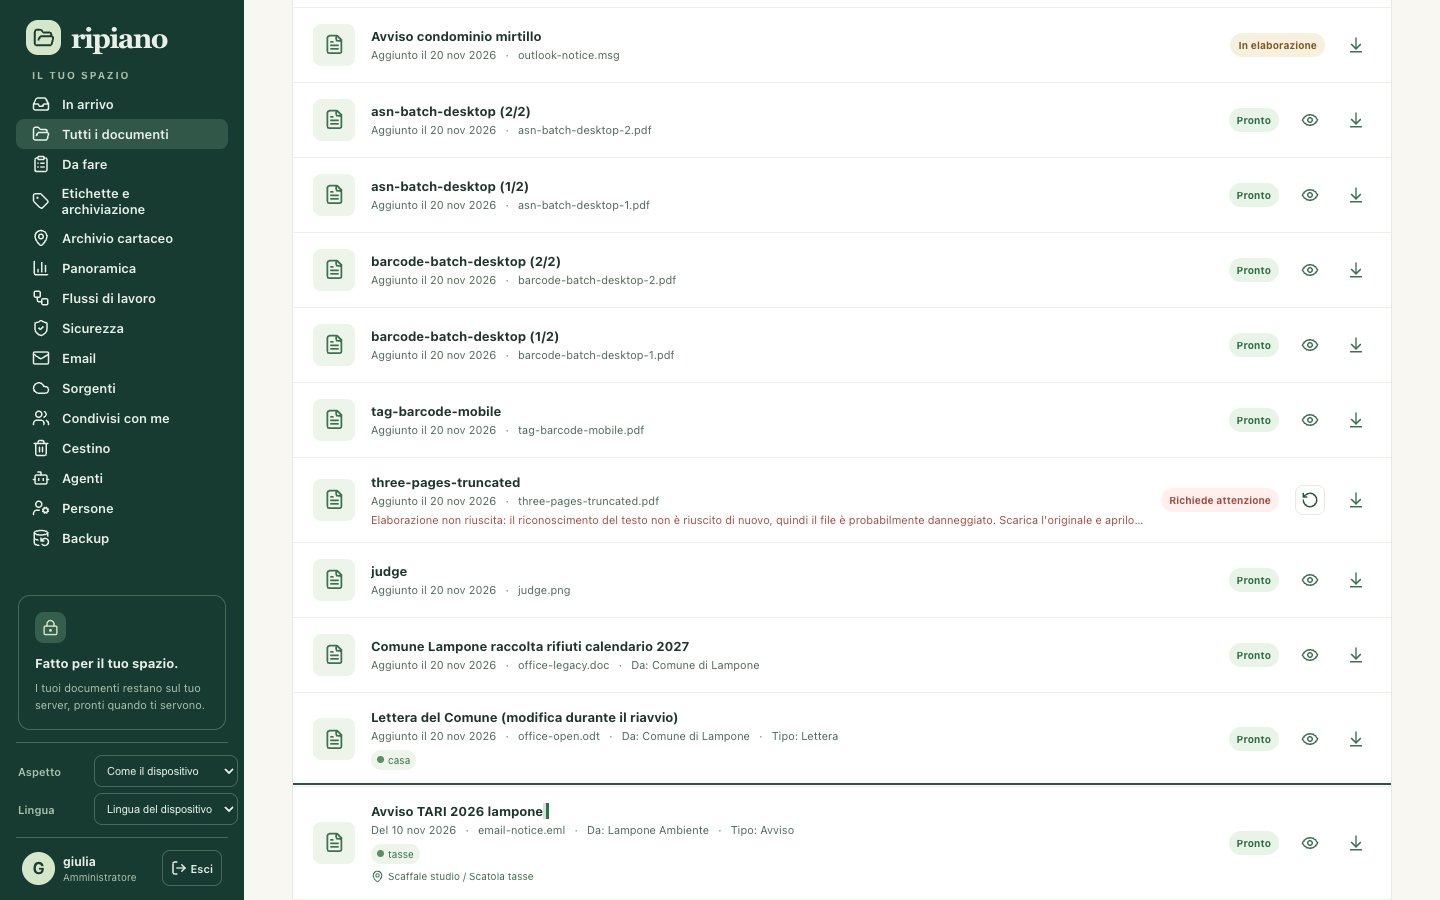 ripiano
IL TUO SPAZIO
In arrivo
Tutti i documenti
Da fare
Etichette e
archiviazione
Archivio cartaceo
Panoramica
Flussi di lavoro
Sicurezza
Email
Sorgenti
Condivisi con me
Cestino
Agenti
Persone
Backup
Fatto per il tuo spazio.
I tuoi documenti restano sul tuo
server, pronti quando ti servono.
Aspetto
Come il dispositivo
Lingua
Lingua del dispositivo
G
giulia
Amministratore
Esci
Avviso condominio mirtillo
Aggiunto il 20 nov 2026 · outlook-notice.msg
In elaborazione
asn-batch-desktop (2/2)
Aggiunto il 20 nov 2026 · asn-batch-desktop-2.pdf
Pronto
asn-batch-desktop (1/2)
Aggiunto il 20 nov 2026 · asn-batch-desktop-1.pdf
Pronto
barcode-batch-desktop (2/2)
Aggiunto il 20 nov 2026 · barcode-batch-desktop-2.pdf
Pronto
barcode-batch-desktop (1/2)
Aggiunto il 20 nov 2026 · barcode-batch-desktop-1.pdf
Pronto
tag-barcode-mobile
Aggiunto il 20 nov 2026 · tag-barcode-mobile.pdf
Pronto
three-pages-truncated
Aggiunto il 20 nov 2026 · three-pages-truncated.pdf
Elaborazione non riuscita: il riconoscimento del testo non è riuscito di nuovo, quindi il file è probabilmente danneggiato. Scarica l'originale e aprilo...
Richiede attenzione
judge
Aggiunto il 20 nov 2026 · judge.png
Pronto
Comune Lampone raccolta rifiuti calendario 2027
Aggiunto il 20 nov 2026 · office-legacy.doc · Da: Comune di Lampone
Pronto
Lettera del Comune (modifica durante il riavvio)
Aggiunto il 20 nov 2026 · office-open.odt · Da: Comune di Lampone · Tipo: Lettera
casa
Pronto
Avviso TARI 2026 lampone
Del 10 nov 2026 · email-notice.eml · Da: Lampone Ambiente · Tipo: Avviso
tasse
Scaffale studio / Scatola tasse
Pronto